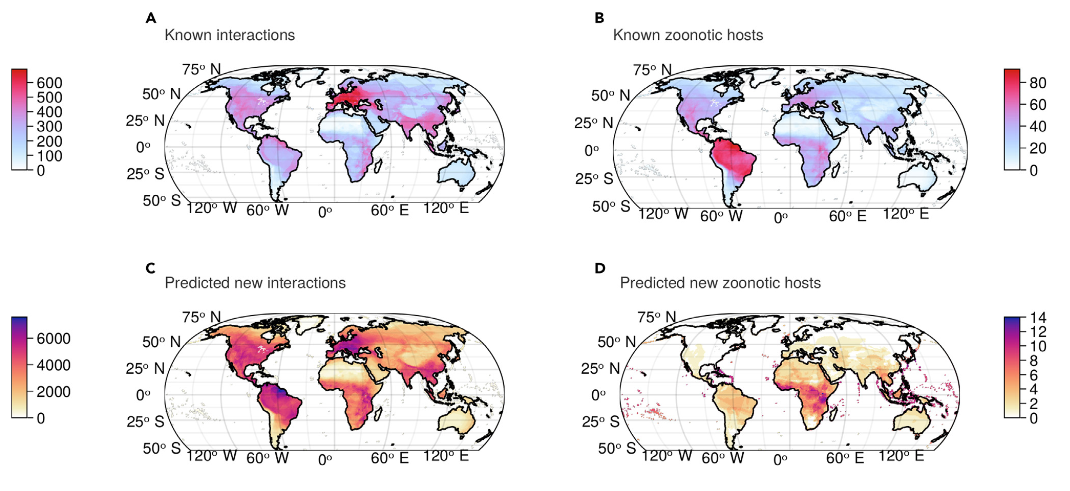 A
Known interactions
600
500
400
300
200
100
0
75° N
50° N
25° N
0°
25° S
50° S
120° W 60° W 0° 60° E 120° E
B
Known zoonotic hosts
75° N
50° N
25° N
0°
25° S
50° S
120° W 60° W 0° 60° E 120° E
80
60
40
20
0
C
Predicted new interactions
6000
4000
2000
0
75° N
50° N
25° N
0°
25° S
50° S
120° W 60° W 0° 60° E 120° E
D
Predicted new zoonotic hosts
75° N
50° N
25° N
0°
25° S
50° S
120° W 60° W 0° 60° E 120° E
14
12
10
8
6
4
2
0